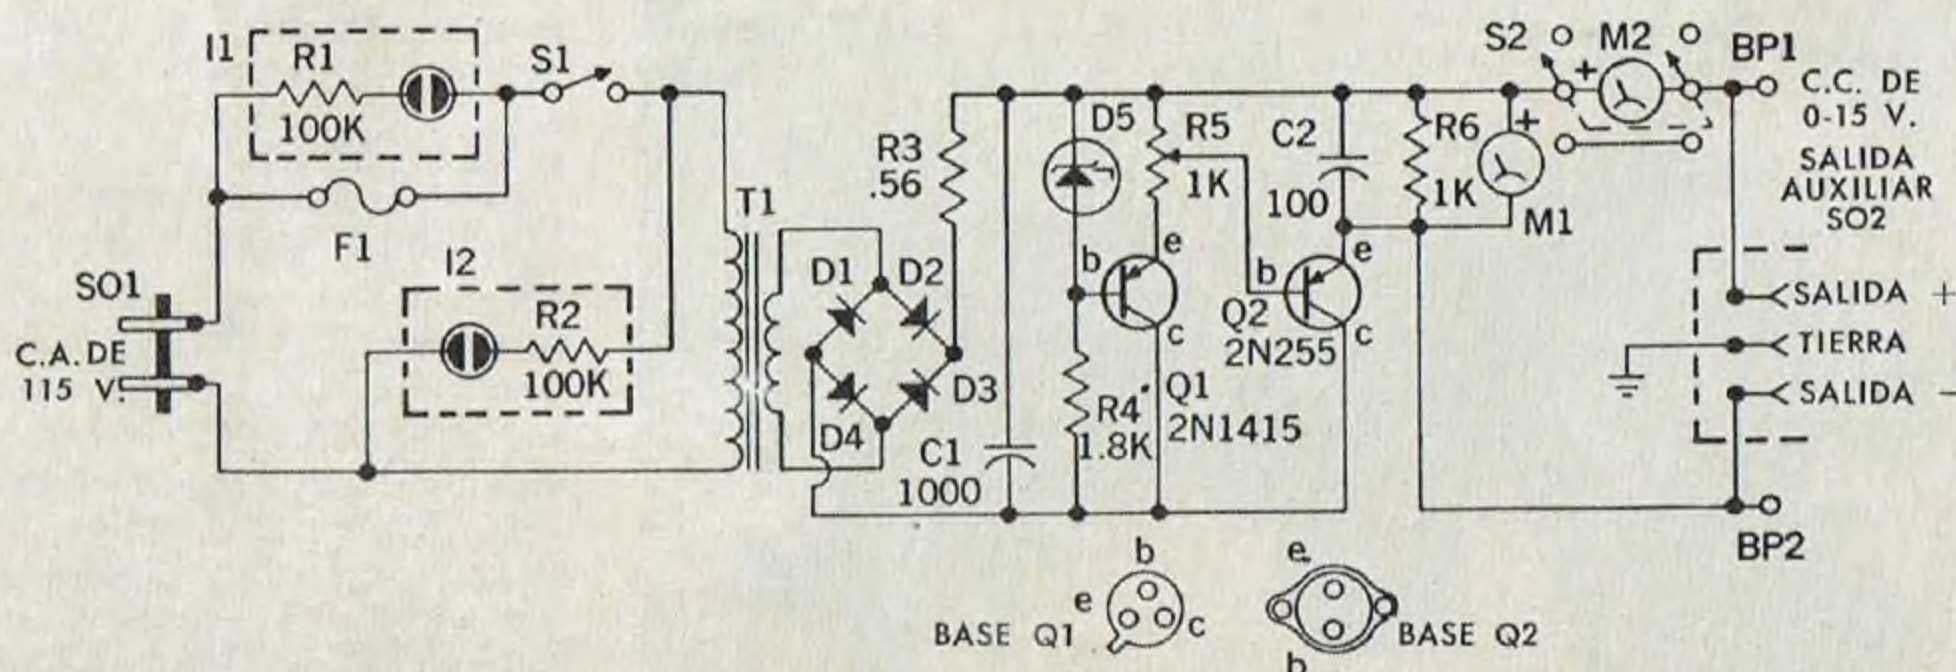 I1
R1
100K
S1
F1
SO1
C.A. DE
115 V.
I2
R2
100K
T1
D1
D2
D3
D4
R3
.56
C1
1000
D5
R4
1.8K
b
e
c
Q1
2N1415
R5
1K
b
e
c
Q2
2N255
C2
100
R6
1K
+
M1
S2
+
M2
BP1
C.C. DE
0-15 V.
SALIDA
AUXILIAR
SO2
SALIDA +
TIERRA
SALIDA -
BP2
b
e
c
BASE Q1
e
b
BASE Q2